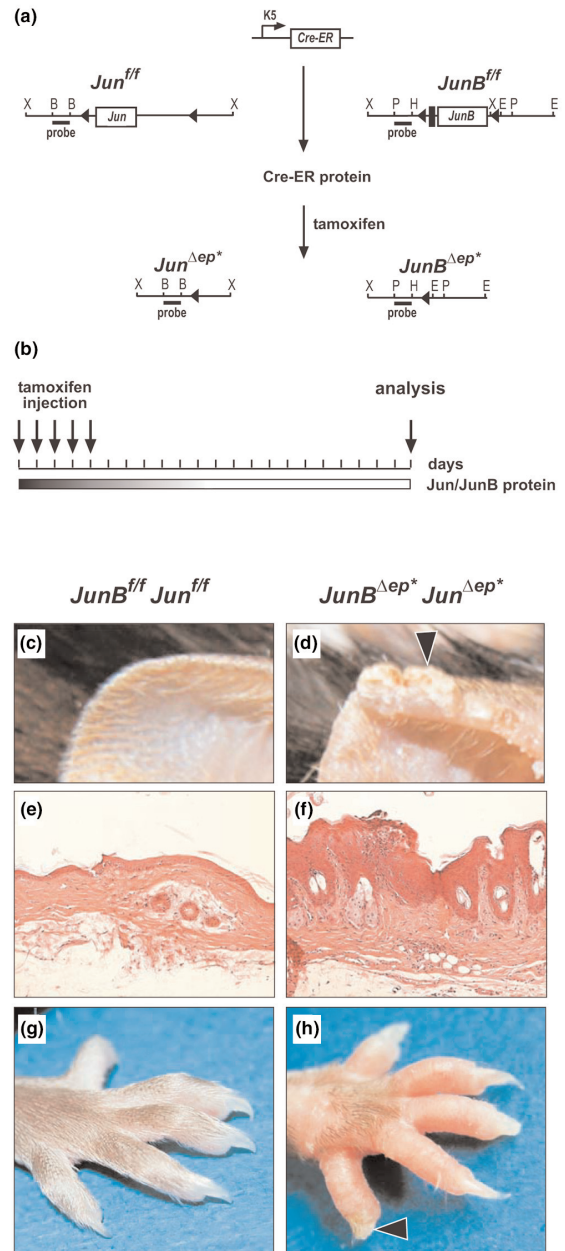 (a)
K5
Cre-ER
Jun f/f
JunB f/f
X B B X
Jun
probe
X P H X E P E
JunB
probe
Cre-ER protein
tamoxifen
Jun Δep*
JunB Δep*
X B B X
probe
X P H E P E
probe
(b)
tamoxifen
injection
analysis
days
Jun/JunB protein
JunB f/f Jun f/f
JunB Δep* Jun Δep*
(c)
(d)
(e)
(f)
(g)
(h)